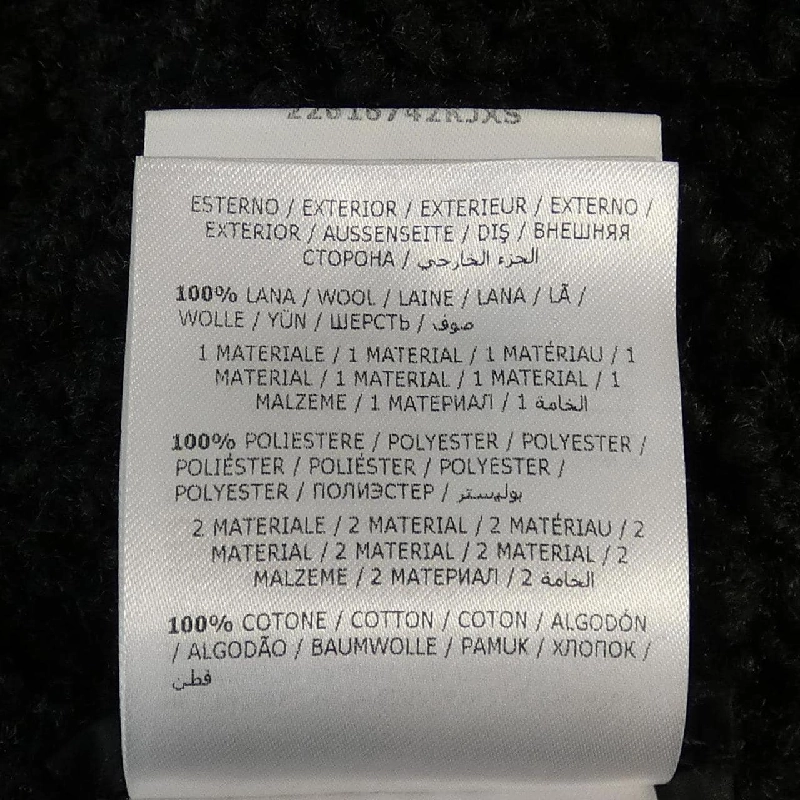 ESTERNO / EXTERIOR / EXTERIEUR / EXTERNO /
EXTERIOR / AUSSENSEITE / DIŞ / ВНЕШНЯЯ
СТОРОНА / الجزء الخارجي
100% LANA / WOOL / LAINE / LANA / LÃ /
WOLLE / YÜN / ШЕРСТЬ / صوف
1 MATERIALE / 1 MATERIAL / 1 MATÉRIAU / 1
MATERIAL / 1 MATERIAL / 1 MATERIAL / 1
MALZEME / 1 МАТЕРИАЛ / 1 الخامة
100% POLIESTERE / POLYESTER / POLYESTER /
POLIÉSTER / POLIÉSTER / POLYESTER /
POLYESTER / ПОЛИЭСТЕР / بوليستر
2 MATERIALE / 2 MATERIAL / 2 MATÉRIAU / 2
MATERIAL / 2 MATERIAL / 2 MATERIAL / 2
MALZEME / 2 МАТЕРИАЛ / 2 الخامة
100% COTONE / COTTON / COTON / ALGODÓN
/ ALGODÃO / BAUMWOLLE / PAMUK / ХЛОПОК /
قطن